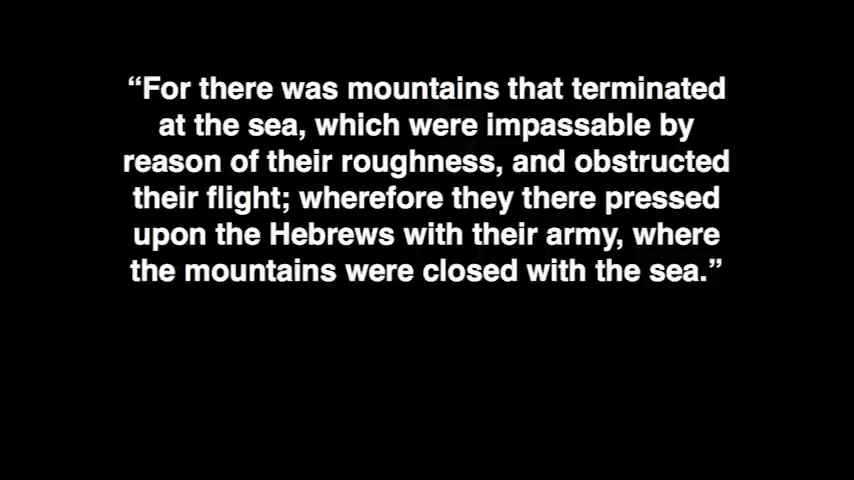 “For there was mountains that terminated
at the sea, which were impassable by
reason of their roughness, and obstructed
their flight; wherefore they there pressed
upon the Hebrews with their army, where
the mountains were closed with the sea.”